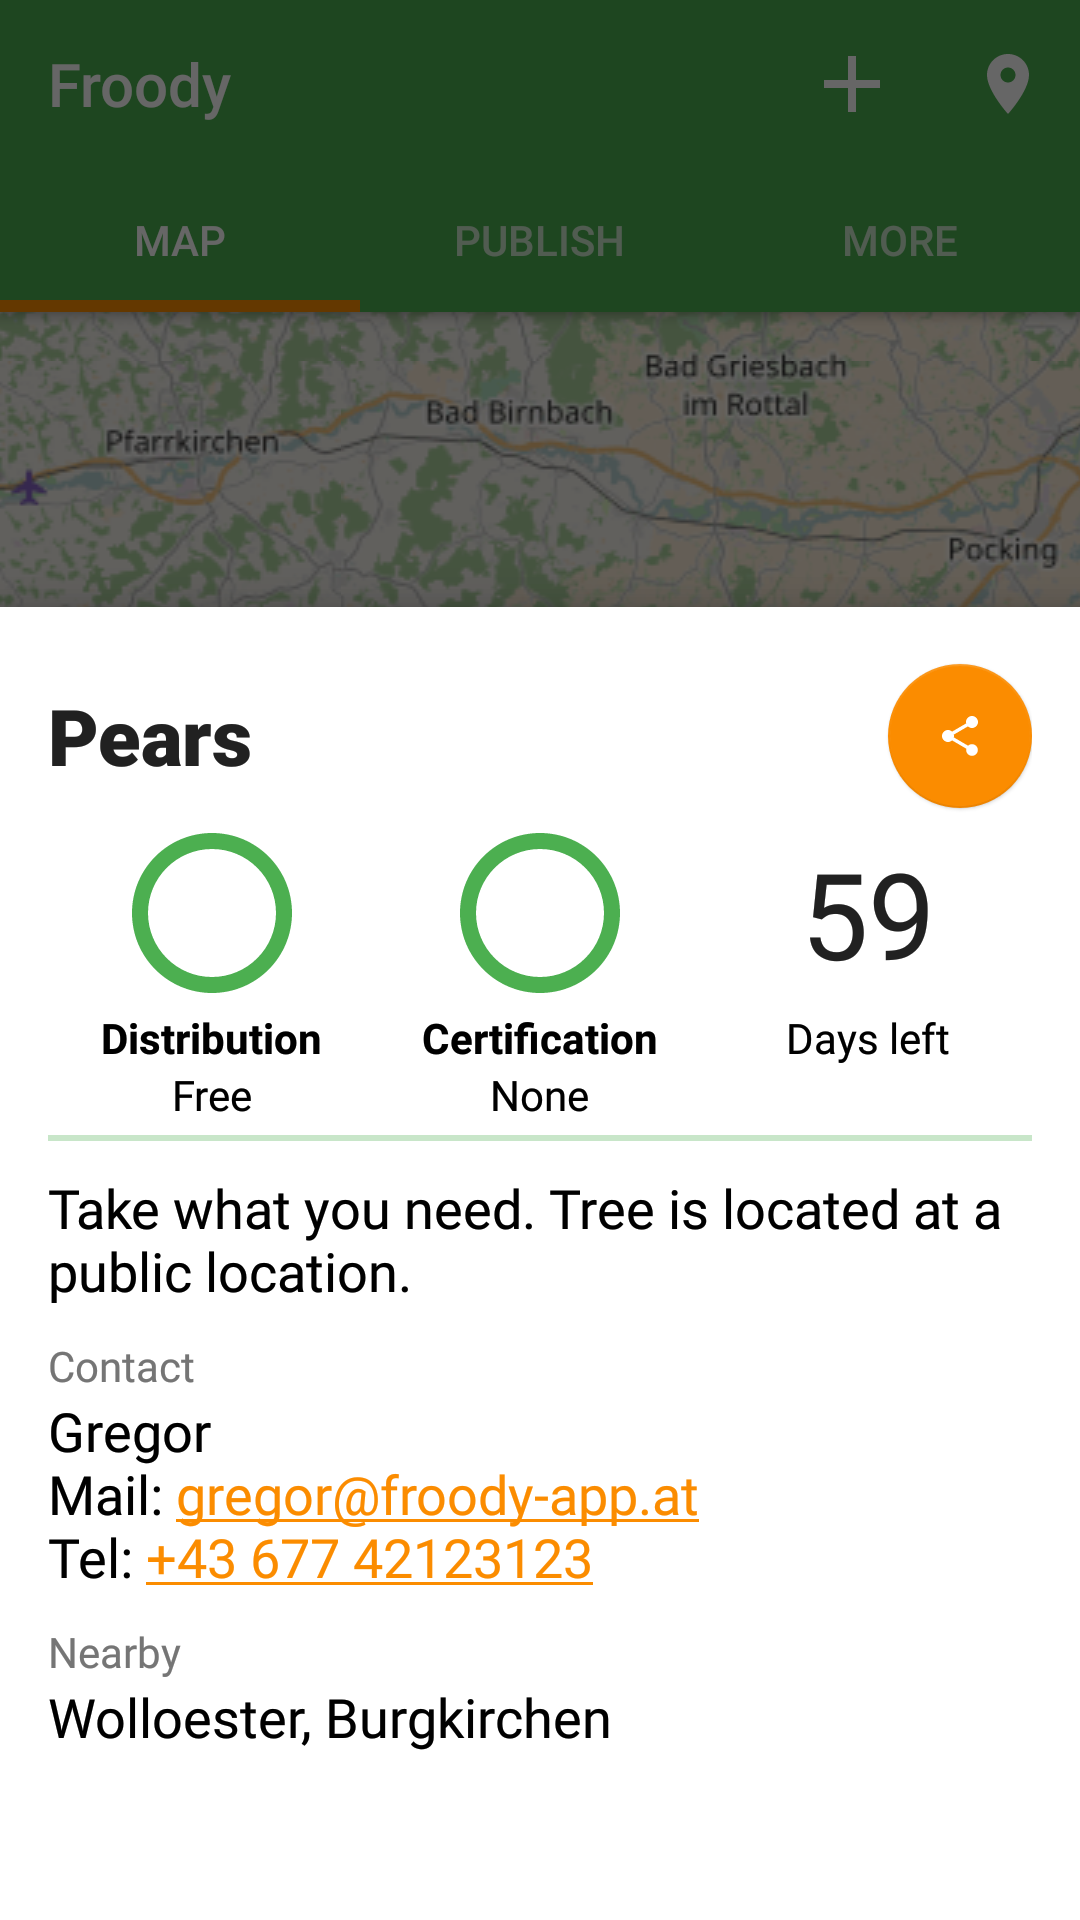 Froody
MAP PUBLISH MORE
Bad Griesbach
im Rottal
Bad Birnbach
Pfarrkirchen
Pocking
Pears
59
Distribution Certification Days left
Free None
Take what you need. Tree is located at a
public location.
Contact
Gregor
Mail: gregor@froody-app.at
Tel: +43 677 42123123
Nearby
Wolloester, Burgkirchen